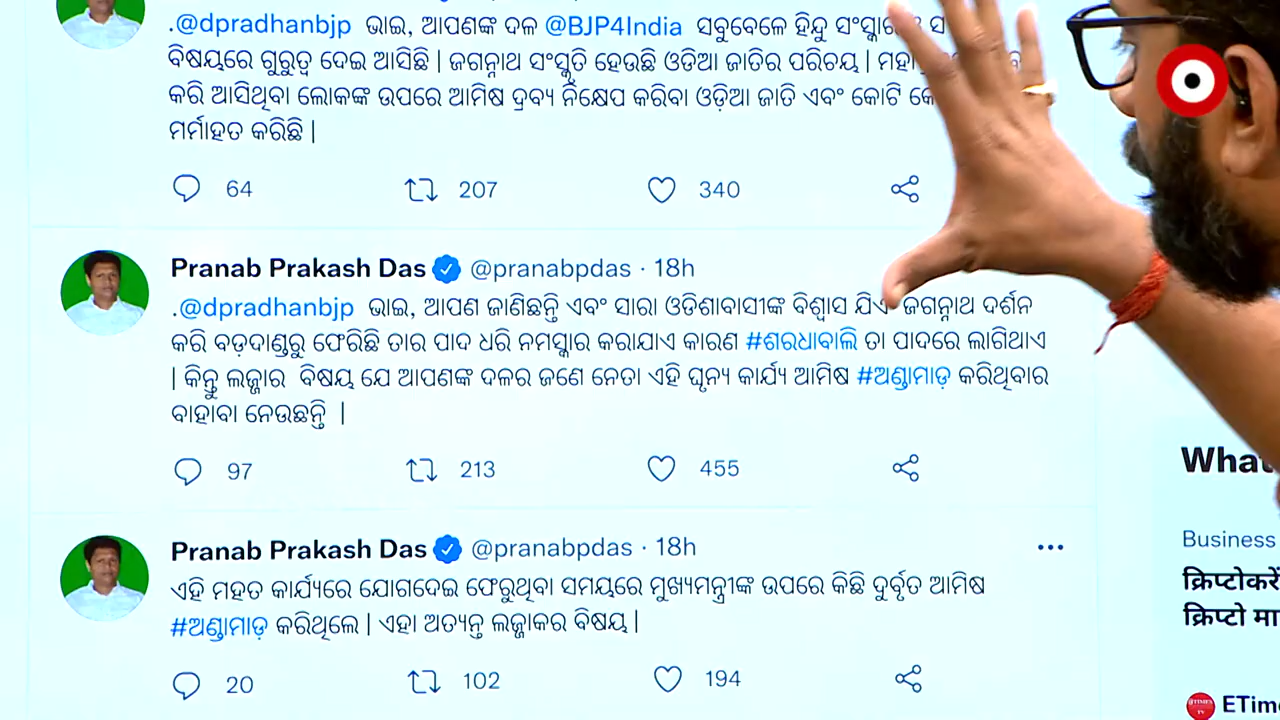 .@dpradhanbjp ଭାଇ, ଆପଣଙ୍କ ଦଳ @BJP4India ସବୁବେଳେ ହିନ୍ଦୁ
ବିଷୟରେ ଗୁରୁତ୍ୱ ଦେଇ ଆସିଛି | ଜଗନ୍ନାଥ ସଂସ୍କୃତି ହେଉଛି ଓଡିଆ ଜାତିର ପରିଚୟ |
କରି ଆସିଥିବା ଲୋକଙ୍କ ଉପରେ ଆମିଷ ଦ୍ରବ୍ୟ ନିକ୍ଷେପ କରିବା ଓଡ଼ିଆ ଜାତି ଏବଂ କୋଟି
ମର୍ମାହତ କରିଛି |
64 207 340
Pranab Prakash Das @pranabpdas · 18h
.@dpradhanbjp ଭାଇ, ଆପଣ ଜାଣିଛନ୍ତି ଏବଂ ସାରା ଓଡିଶାବାସୀଙ୍କ ବିଶ୍ୱାସ ଯିଏ ଜଗନ୍ନାଥ ଦର୍ଶନ
କରି ବଡ଼ଦାଣ୍ଡରୁ ଫେରିଛି ତାର ପାଦ ଧରି ନମସ୍କାର କରାଯାଏ କାରଣ #ଶରଧାବାଲି ତା ପାଦରେ ଲାଗିଥାଏ
| କିନ୍ତୁ ଲଜ୍ଜାର ବିଷୟ ଯେ ଆପଣଙ୍କ ଦଳର ଜଣେ ନେତା ଏହି ଘୃନ୍ୟ କାର୍ଯ୍ୟ ଆମିଷ #ଅଣ୍ଡାମାଡ଼ କରିଥିବାର
ବାହାବା ନେଉଛନ୍ତି |
97 213 455
Pranab Prakash Das @pranabpdas · 18h
ଏହି ମହତ କାର୍ଯ୍ୟରେ ଯୋଗଦେଇ ଫେରୁଥିବା ସମୟରେ ମୁଖ୍ୟମନ୍ତ୍ରୀଙ୍କ ଉପରେ କିଛି ଦୁର୍ବୃତ ଆମିଷ
#ଅଣ୍ଡାମାଡ଼ କରିଥିଲେ | ଏହା ଅତ୍ୟନ୍ତ ଲଜ୍ଜାକର ବିଷୟ |
20 102 194
What
Business